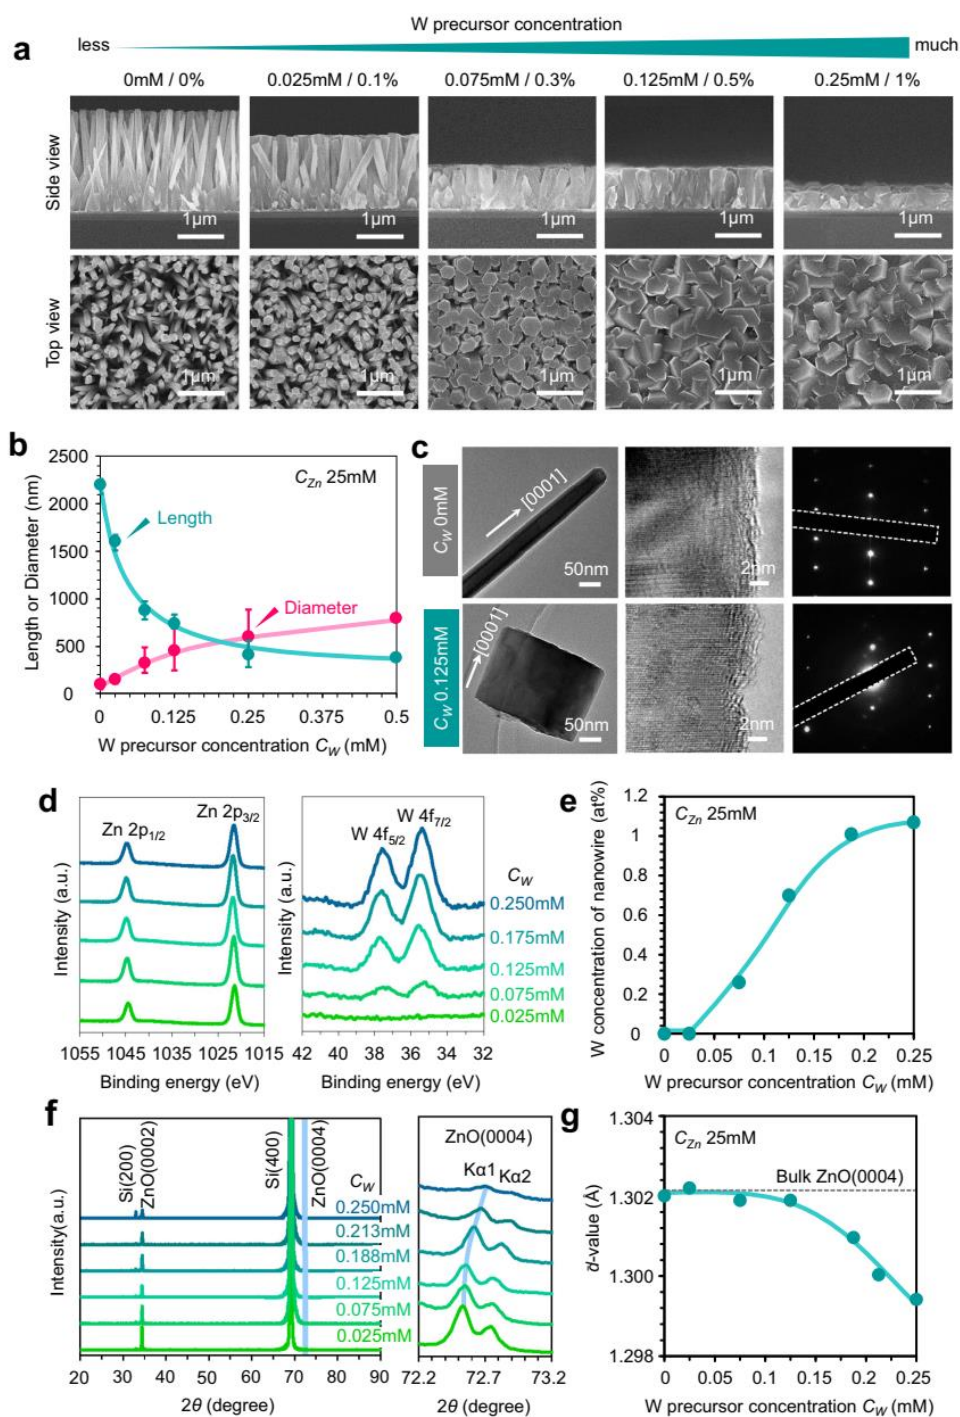 W precursor concentration
a
less
much
0mM / 0%
0.025mM / 0.1%
0.075mM / 0.3%
0.125mM / 0.5%
0.25mM / 1%
Side view
1μm
1μm
1μm
1μm
1μm
Top view
1μm
1μm
1μm
1μm
1μm
b
2500
2000
1500
1000
500
0
Length or Diameter (nm)
C_Zn 25mM
Length
Diameter
0
0.125
0.25
0.375
0.5
W precursor concentration C_W (mM)
c
C_W 0mM
[0001]
50nm
2nm
C_W 0.125mM
[0001]
50nm
2nm
d
Zn 2p1/2
Zn 2p3/2
Intensity (a.u.)
1055 1045 1035 1025 1015
Binding energy (eV)
W 4f5/2
W 4f7/2
Intensity (a.u.)
42 40 38 36 34 32
Binding energy (eV)
C_W
0.250mM
0.175mM
0.125mM
0.075mM
0.025mM
e
1.2
1
0.8
0.6
0.4
0.2
0
W concentration of nanowire (at%)
C_Zn 25mM
0 0.05 0.1 0.15 0.2 0.25
W precursor concentration C_W (mM)
f
Si(200)
ZnO(0002)
Si(400)
ZnO(0004)
Intensity(a.u.)
C_W
0.250mM
0.213mM
0.188mM
0.125mM
0.075mM
0.025mM
20 30 40 50 60 70 80 90
2θ (degree)
ZnO(0004)
Kα1
Kα2
72.2 72.7 73.2
2θ (degree)
g
1.304
1.302
1.300
1.298
d-value (Å)
C_Zn 25mM
Bulk ZnO(0004)
0 0.05 0.1 0.15 0.2 0.25
W precursor concentration C_W (mM)